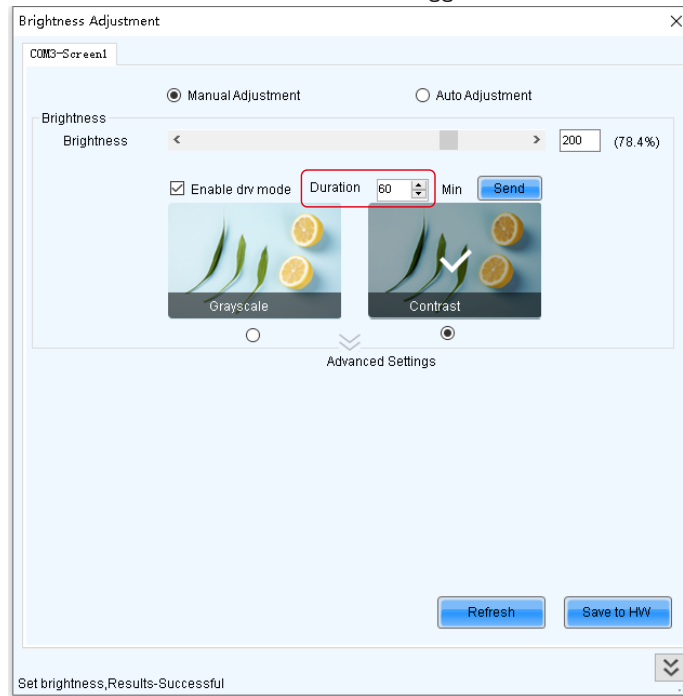 Brightness Adjustment
COM3-Screen1
Manual Adjustment Auto Adjustment
Brightness
Brightness 200 (78.4%)
Enable dry mode Duration 60 Min Send
Grayscale Contrast
Advanced Settings
Refresh Save to HW
Set brightness,Results-Successful